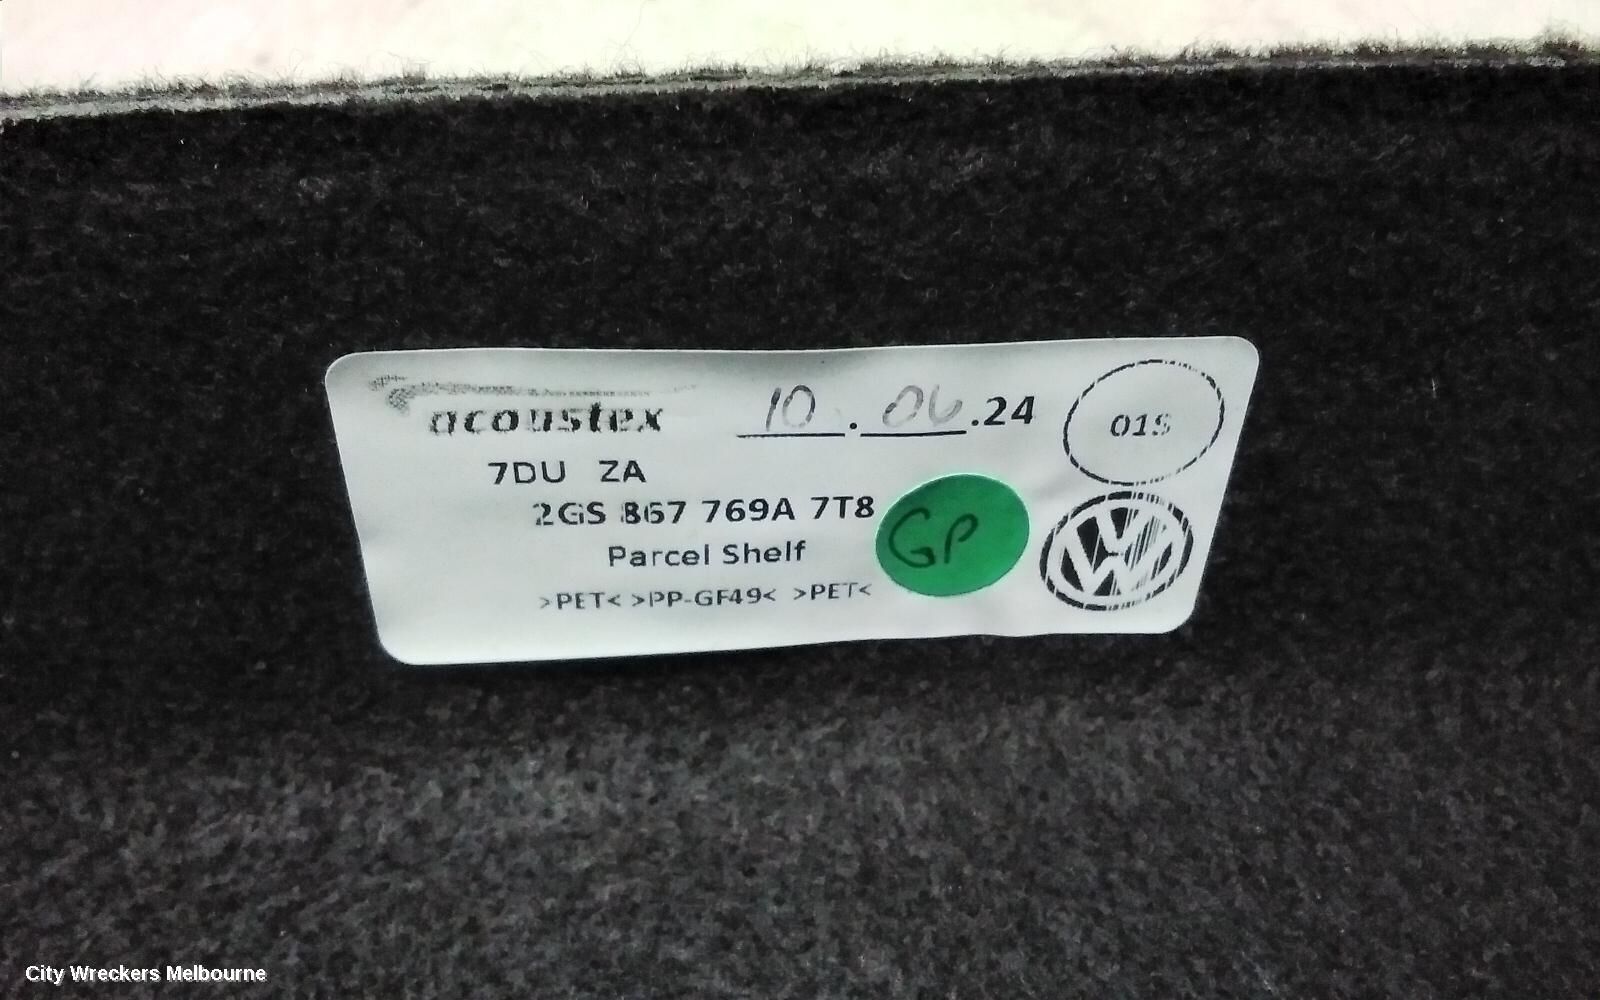 acoustex
10.06.24
01S
7DU ZA
2GS 867 769A 7T8
GP
Parcel Shelf
>PET< >PP-GF49< >PET<
City Wreckers Melbourne